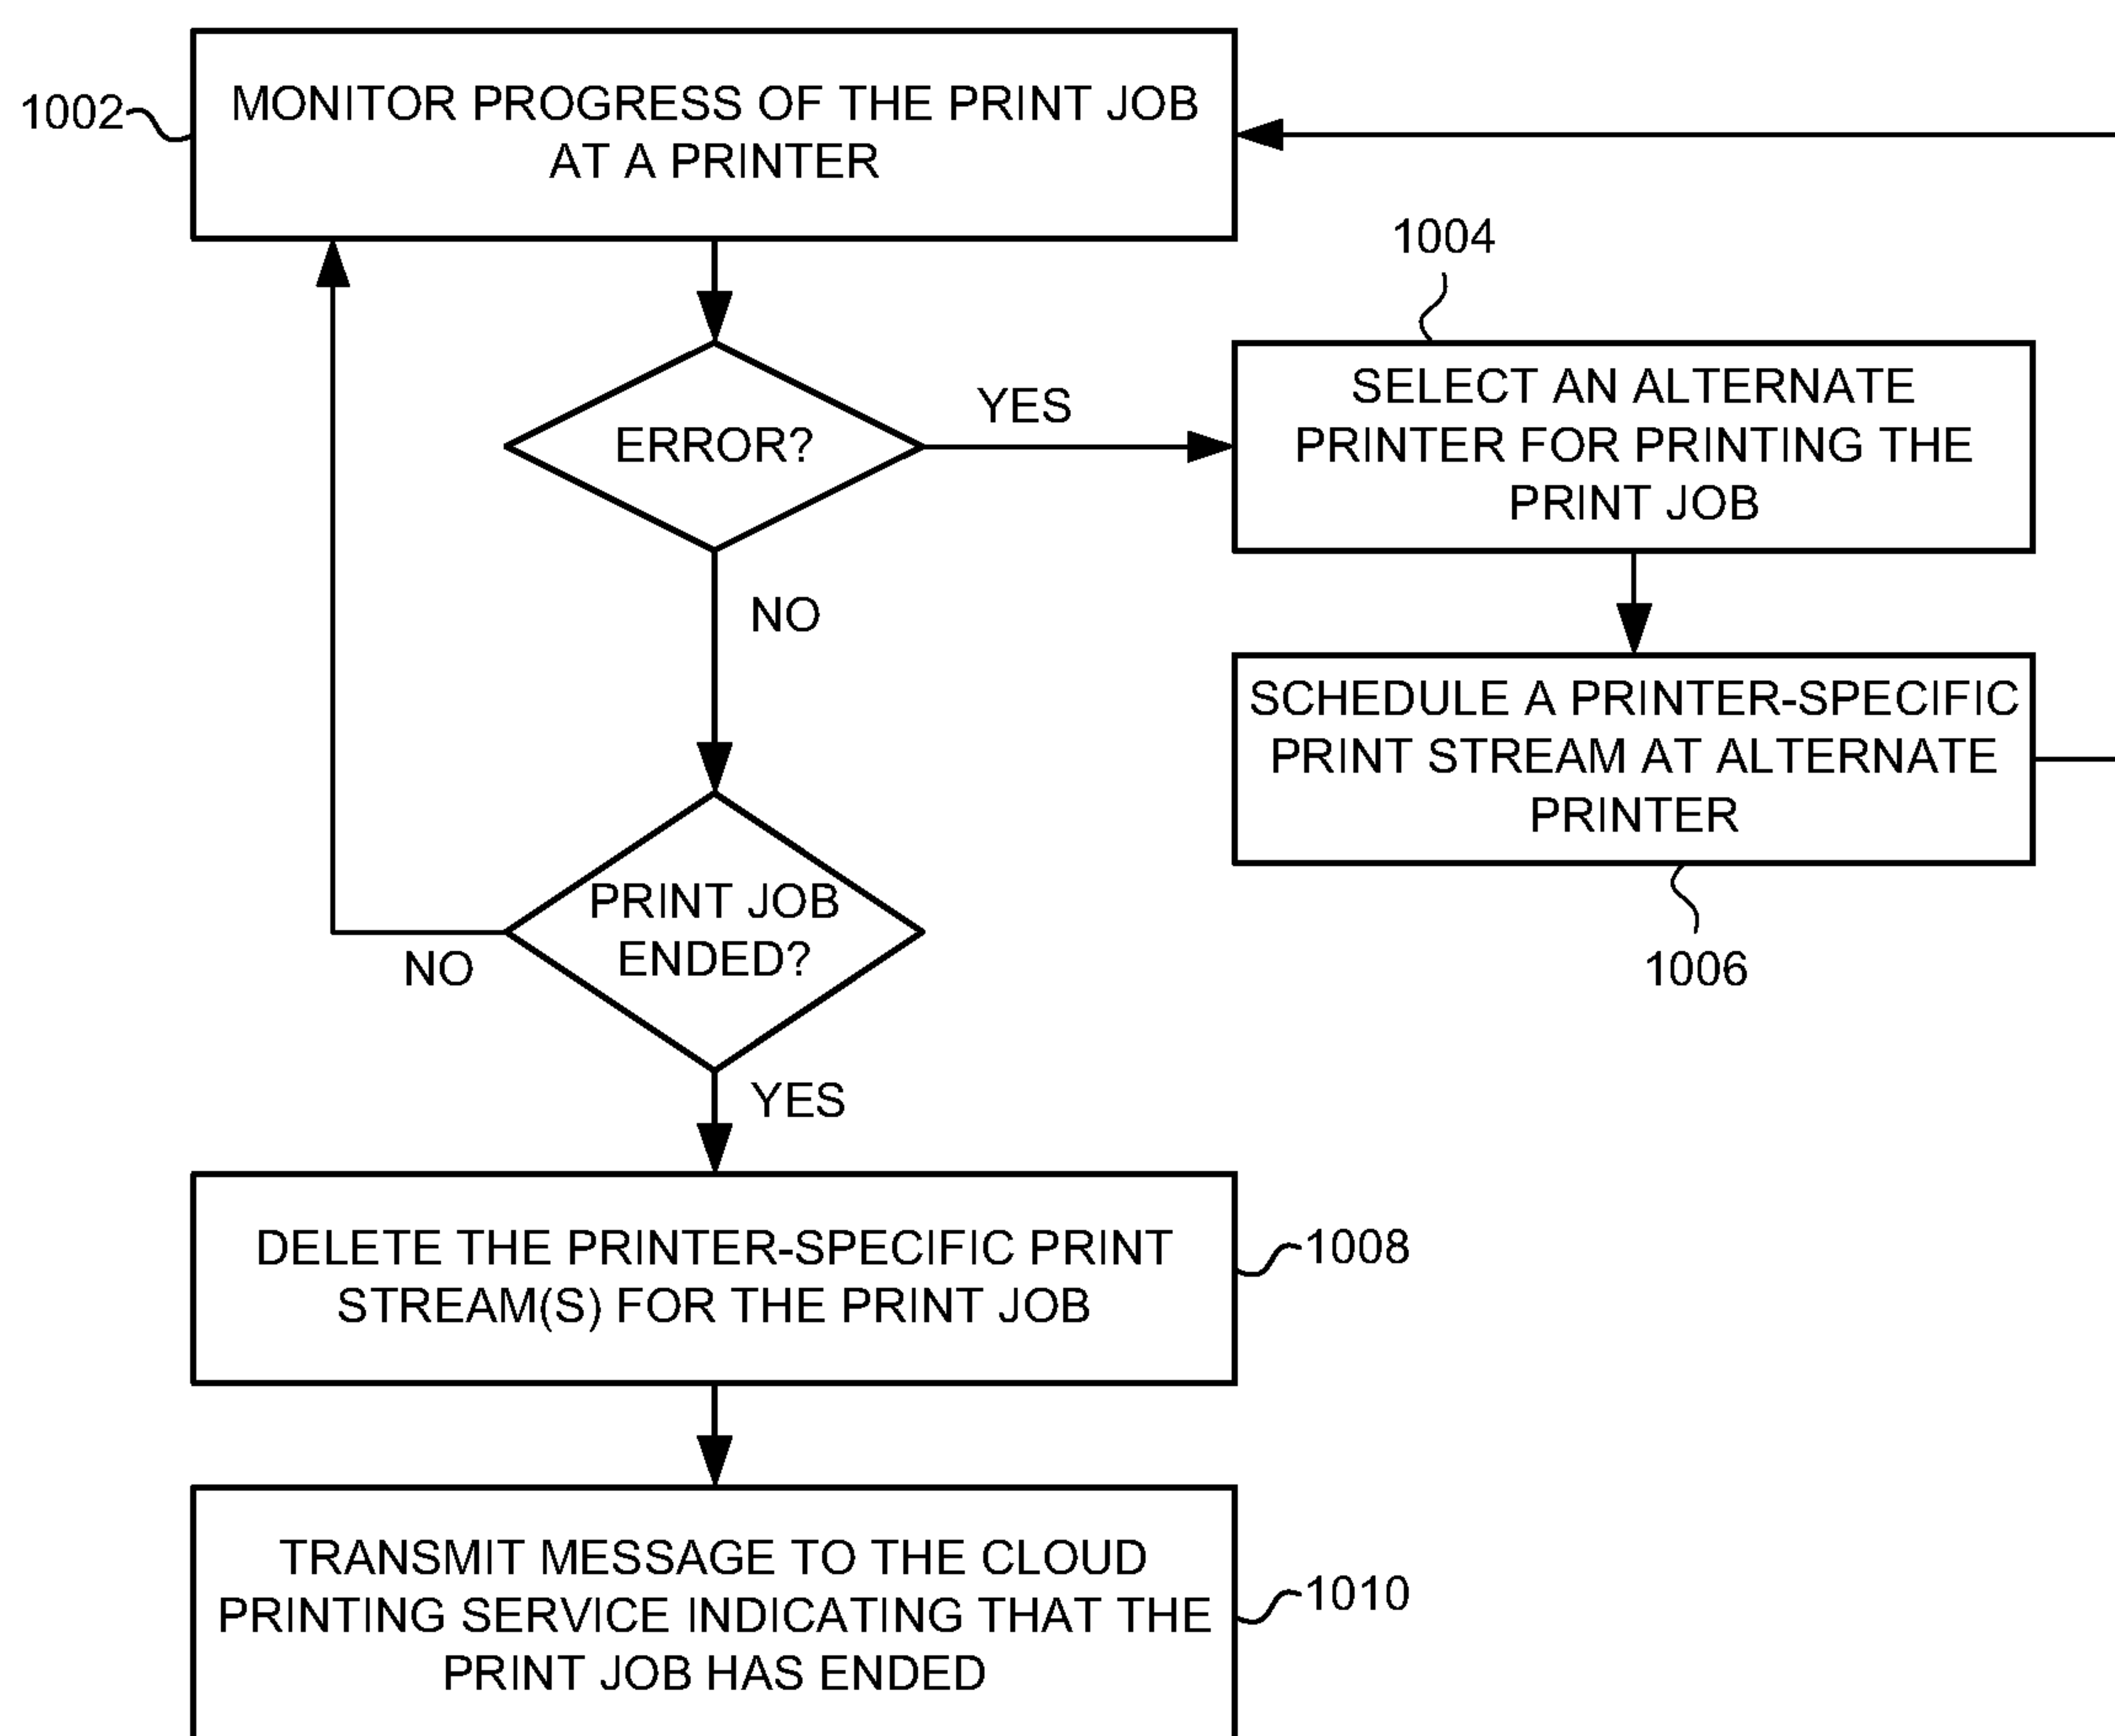 1002
MONITOR PROGRESS OF THE PRINT JOB
AT A PRINTER
1004
ERROR?
YES
SELECT AN ALTERNATE
PRINTER FOR PRINTING THE
PRINT JOB
NO
SCHEDULE A PRINTER-SPECIFIC
PRINT STREAM AT ALTERNATE
PRINTER
1006
PRINT JOB
ENDED?
NO
YES
DELETE THE PRINTER-SPECIFIC PRINT
STREAM(S) FOR THE PRINT JOB
1008
TRANSMIT MESSAGE TO THE CLOUD
PRINTING SERVICE INDICATING THAT THE
PRINT JOB HAS ENDED
1010